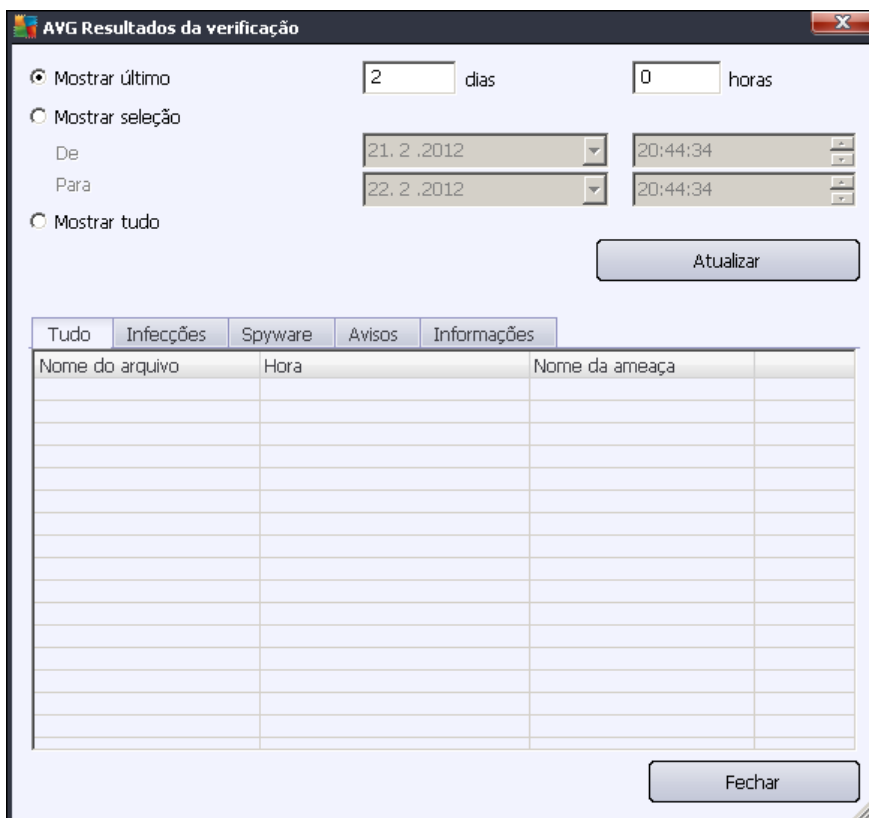 AVG Resultados da verificação
Mostrar último 2 dias 0 horas
Mostrar seleção
De 21. 2 .2012 20:44:34
Para 22. 2 .2012 20:44:34
Mostrar tudo
Atualizar
Tudo Infecções Spyware Avisos Informações
Nome do arquivo Hora Nome da ameaça
Fechar